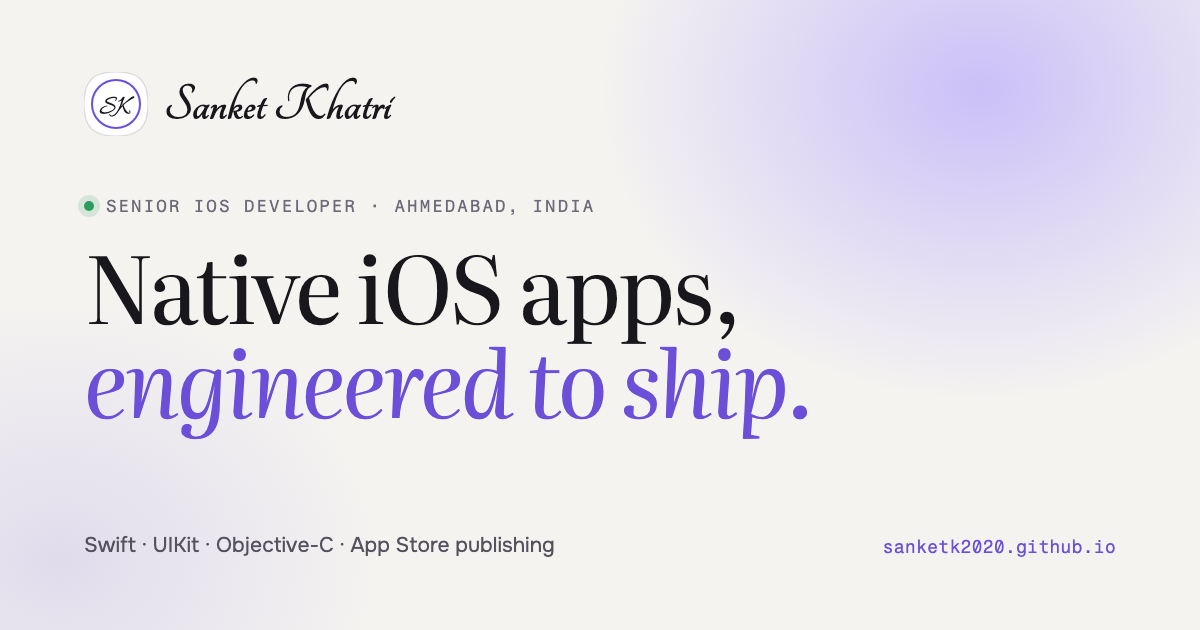 SK
Sanket Khatri
SENIOR IOS DEVELOPER · AHMEDABAD, INDIA
Native iOS apps,
engineered to ship.
Swift · UIKit · Objective-C · App Store publishing
sanketk2020.github.io